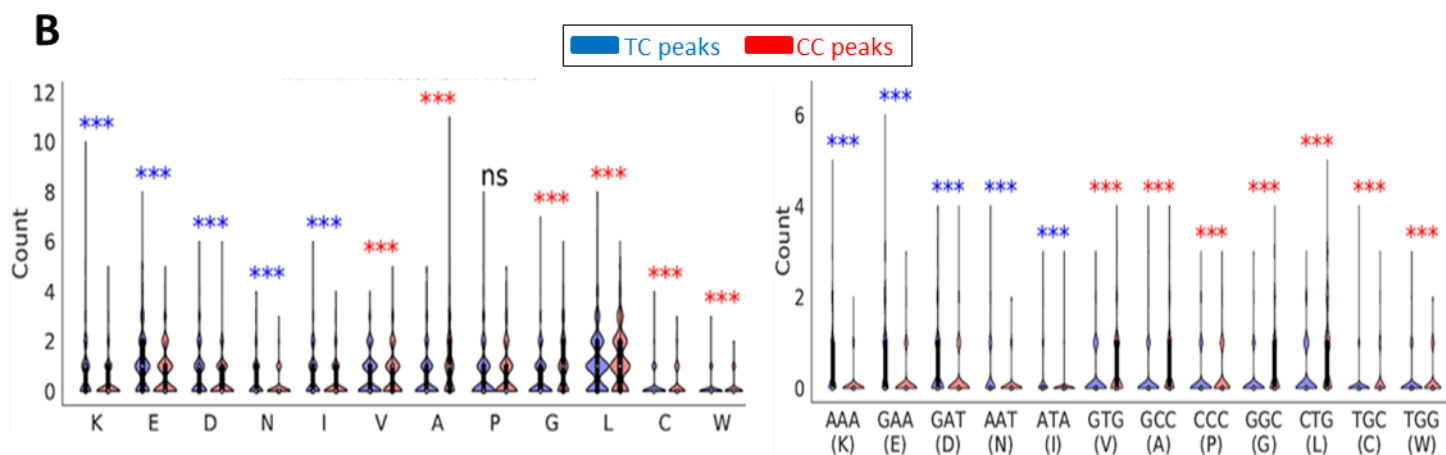 B
TC peaks CC peaks
Count
12
10
8
6
4
2
0
*** *** *** *** *** *** *** ns *** *** *** ***
K E D N I V A P G L C W
Count
6
4
2
0
*** *** *** *** *** *** *** *** *** *** *** ***
AAA GAA GAT AAT ATA GTG GCC CCC GGC CTG TGC TGG
(K) (E) (D) (N) (I) (V) (A) (P) (G) (L) (C) (W)